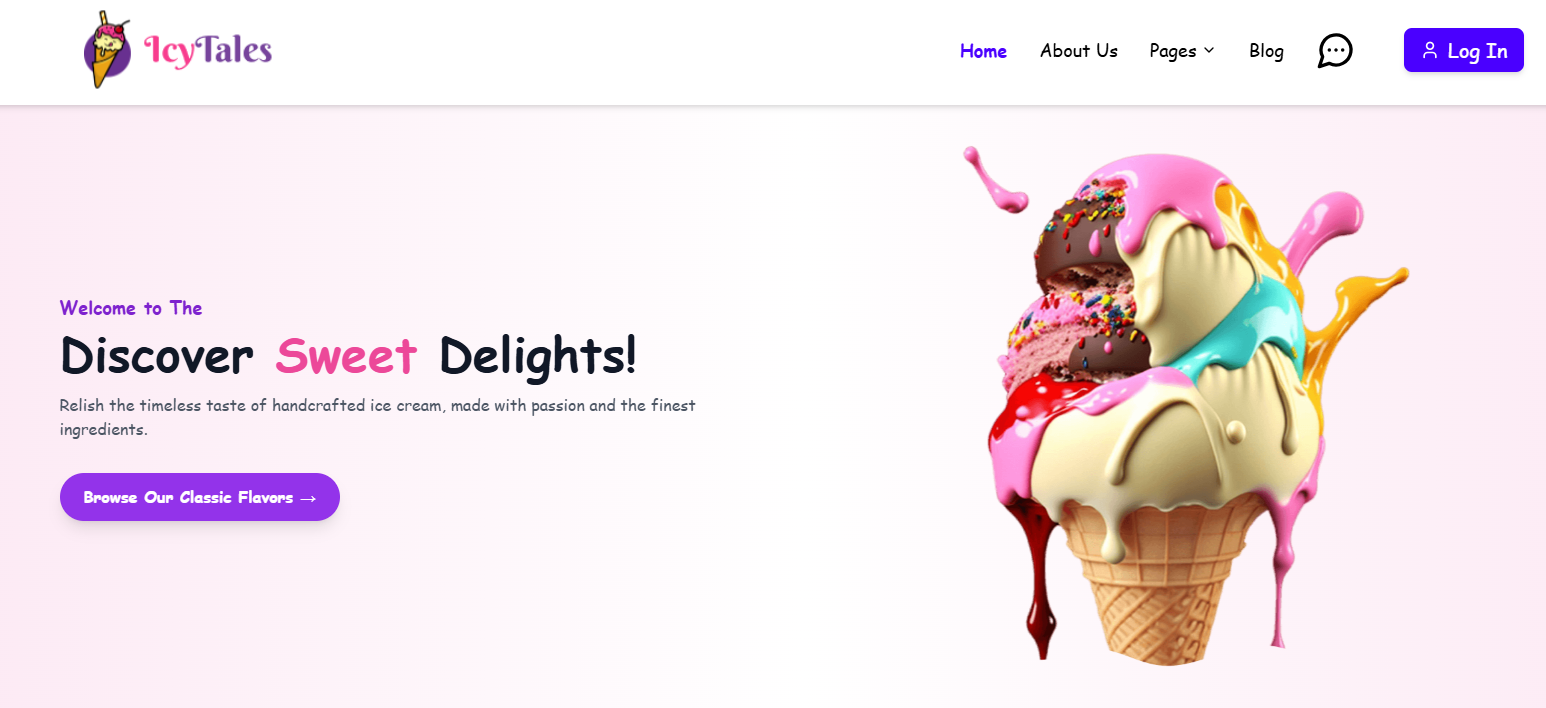 IcyTales
Home About Us Pages Blog Log In
Welcome to The
Discover Sweet Delights!
Relish the timeless taste of handcrafted ice cream, made with passion and the finest
ingredients.
Browse Our Classic Flavors →